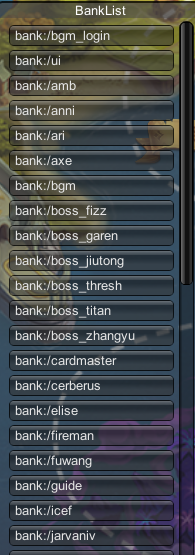 BankList
bank:/bgm_login
bank:/ui
bank:/amb
bank:/anni
bank:/ari
bank:/axe
bank:/bgm
bank:/boss_fizz
bank:/boss_garen
bank:/boss_jiutong
bank:/boss_thresh
bank:/boss_titan
bank:/boss_zhangyu
bank:/cardmaster
bank:/cerberus
bank:/elise
bank:/fireman
bank:/fuwang
bank:/guide
bank:/icef
bank:/jarvaniv